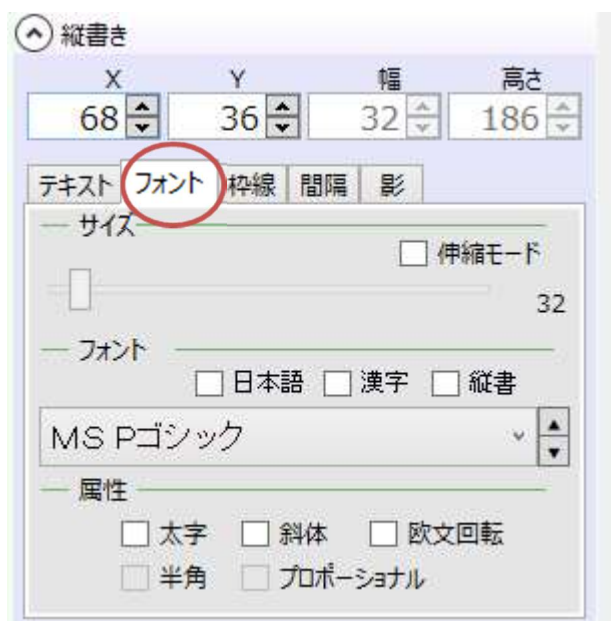 縦書き
X Y 幅 高さ
68 36 32 186
テキスト フォント 枠線 間隔 影
サイズ
伸縮モード
32
フォント
日本語 漢字 縦書
MS Pゴシック
属性
太字 斜体 欧文回転
半角 プロポーショナル